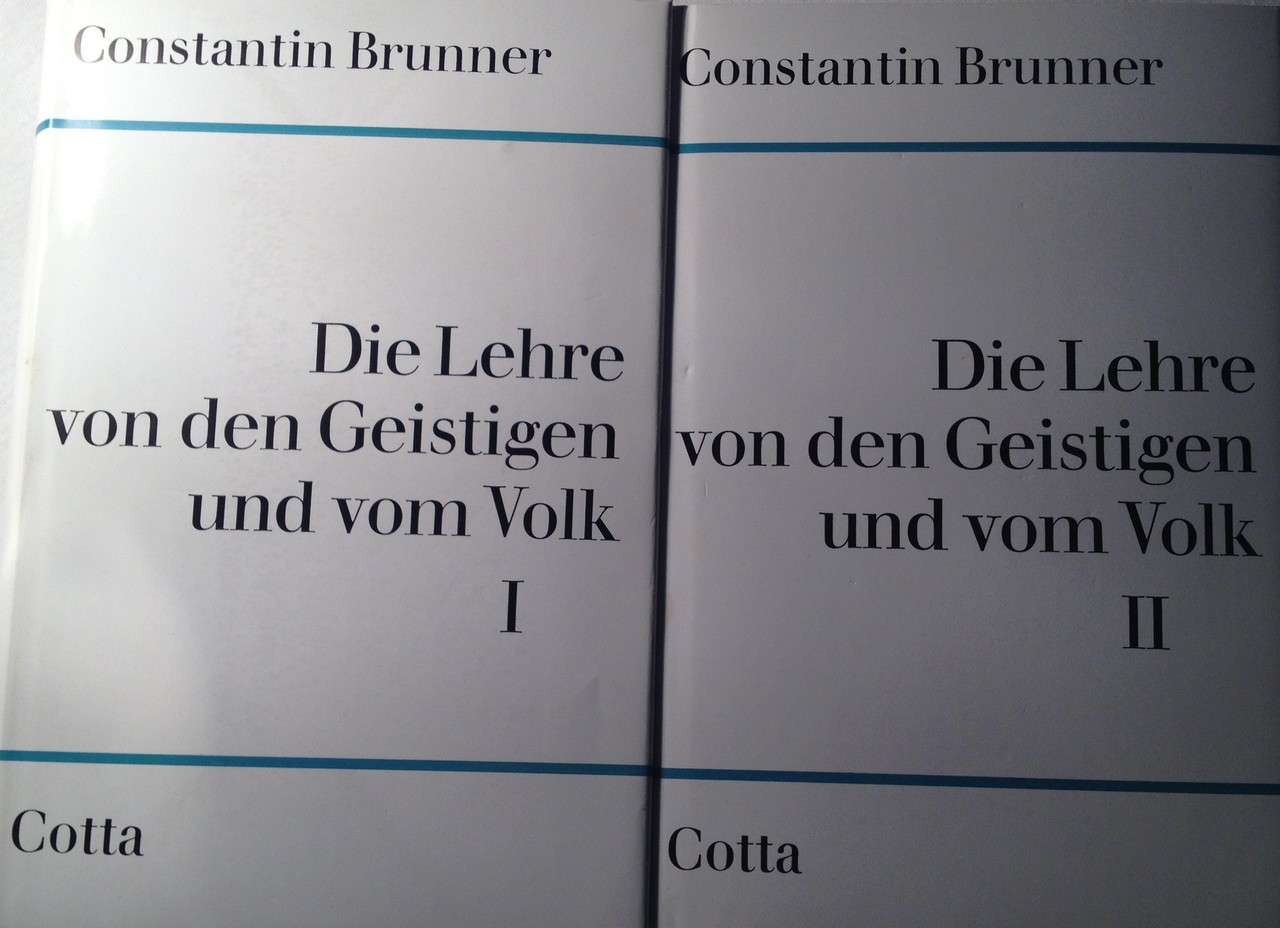 Constantin Brunner
Die Lehre
von den Geistigen
und vom Volk
I
Cotta
Constantin Brunner
Die Lehre
von den Geistigen
und vom Volk
II
Cotta